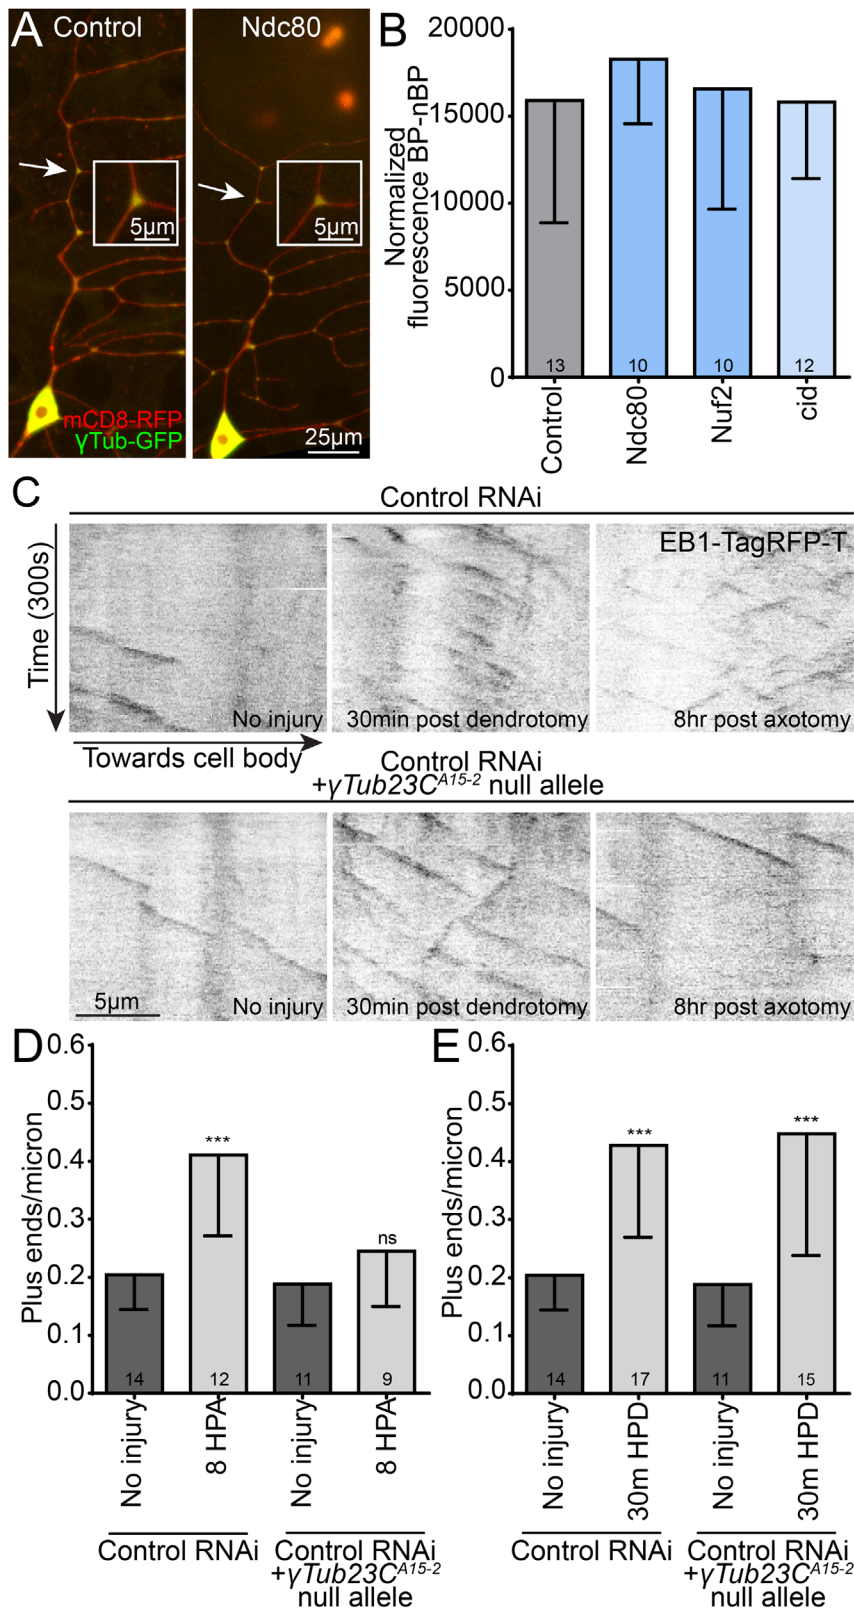 A
Control
Ndc80
5μm
5μm
mCD8-RFP
γTub-GFP
25μm
B
Normalized
fluorescence BP-nBP
20000
15000
10000
5000
0
13
10
10
12
Control
Ndc80
Nuf2
cid
C
Control RNAi
Time (300s)
EB1-TagRFP-T
No injury
30min post dendrotomy
8hr post axotomy
Towards cell body
Control RNAi
+γTub23C^A15-2 null allele
5μm
No injury
30min post dendrotomy
8hr post axotomy
D
Plus ends/micron
0.6
0.5
0.4
0.3
0.2
0.1
0.0
***
ns
14
12
11
9
No injury
8 HPA
No injury
8 HPA
Control RNAi
Control RNAi
+γTub23C^A15-2
null allele
E
Plus ends/micron
0.6
0.5
0.4
0.3
0.2
0.1
0.0
***
***
14
17
11
15
No injury
30m HPD
No injury
30m HPD
Control RNAi
Control RNAi
+γTub23C^A15-2
null allele